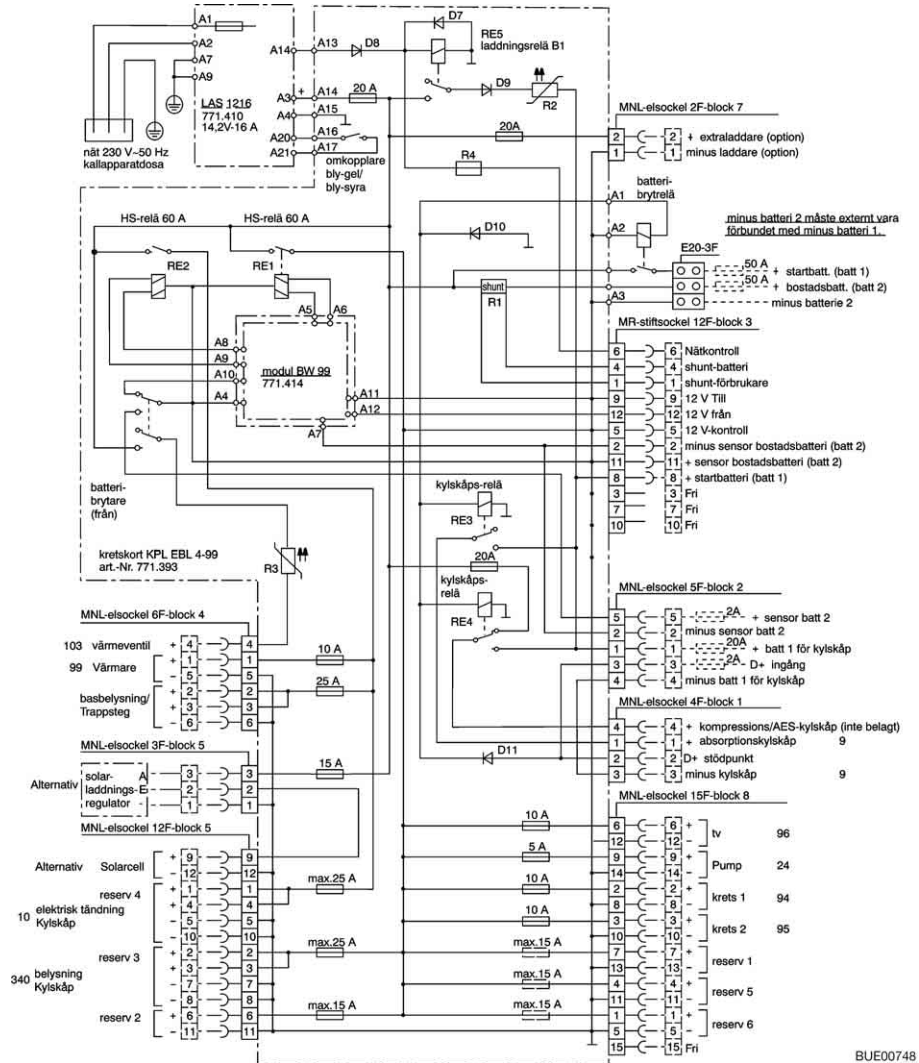 A1
A2
A7
A9
A14
A3 +
A4
A20
A21
LAS 1216
771.410
14,2V-16 A
nät 230 V~50 Hz
kallapparatdosa
A13
A14
A15
A16
A17
20 A
omkopplare
bly-gel/
bly-syra
D8
D7
RE5
laddningsrelä B1
D9
R2
20A
R4
MNL-elsockel 2F-block 7
2 2 + extraladdare (option)
1 1 minus laddare (option)
batteri-
brytrelä
A1
A2
A3
minus batteri 2 måste externt vara
förbundet med minus batteri 1.
E20-3F
50 A + startbatt. (batt 1)
50 A + bostadsbatt. (batt 2)
minus batterie 2
D10
shunt
R1
HS-relä 60 A
HS-relä 60 A
RE2
RE1
A5
A6
A8
A9
A10
A4
modul BW 99
771.414
A11
A12
A7
batteri-
brytare
(från)
kretskort KPL EBL 4-99
art.-Nr. 771.393
R3
MR-stiftsockel 12F-block 3
6 6 Nätkontroll
4 4 shunt-batteri
1 1 shunt-förbrukare
9 9 12 V Till
12 12 12 V från
5 5 12 V-kontroll
2 2 minus sensor bostadsbatteri (batt 2)
11 11 + sensor bostadsbatteri (batt 2)
8 8 + startbatteri (batt 1)
3 3 Fri
7 7 Fri
10 10 Fri
kylskåps-relä
RE3
20A
kylskåps-
relä
RE4
D11
MNL-elsockel 5F-block 2
5 5 2A + sensor batt 2
2 2 minus sensor batt 2
1 1 20A + batt 1 för kylskåp
3 3 2A D+ ingång
4 4 minus batt 1 för kylskåp
MNL-elsockel 4F-block 1
4 4 + kompressions/AES-kylskåp (inte belagt)
1 1 + absorptionskylskåp 9
2 2 D+ stödpunkt
3 3 minus kylskåp 9
MNL-elsockel 6F-block 4
103 värmeventil + 4 4
99 Värmare + 1 1 10 A
- 5 5
basbelysning/ + 2 2 25 A
Trappsteg + 3 3
- 6 6
MNL-elsockel 3F-block 5
Alternativ
solar- A 3 3 15 A
laddnings- E 2 2
regulator - 1 1
MNL-elsockel 12F-block 5
Alternativ Solarcell + 9 9
- 12 12
reserv 4 + 1 1 max.25 A
+ 4 4
10 elektrisk tändning
Kylskåp
- 5 5
- 10 10
reserv 3 + 2 2 max.25 A
+ 3 3
340 belysning
Kylskåp
- 7 7
- 8 8
reserv 2 + 6 6 max.15 A
- 11 11
MNL-elsockel 15F-block 8
10 A 6 6 + tv 96
12 12 -
5 A 9 9 + Pump 24
14 14 -
10 A 2 2 + krets 1 94
8 8 -
10 A 3 3 + krets 2 95
10 10 -
max.15 A 7 7 + reserv 1
13 13 -
max.15 A 4 4 + reserv 5
11 11 -
max.15 A 1 1 + reserv 6
5 5 -
15 15 Fri
BUE00748